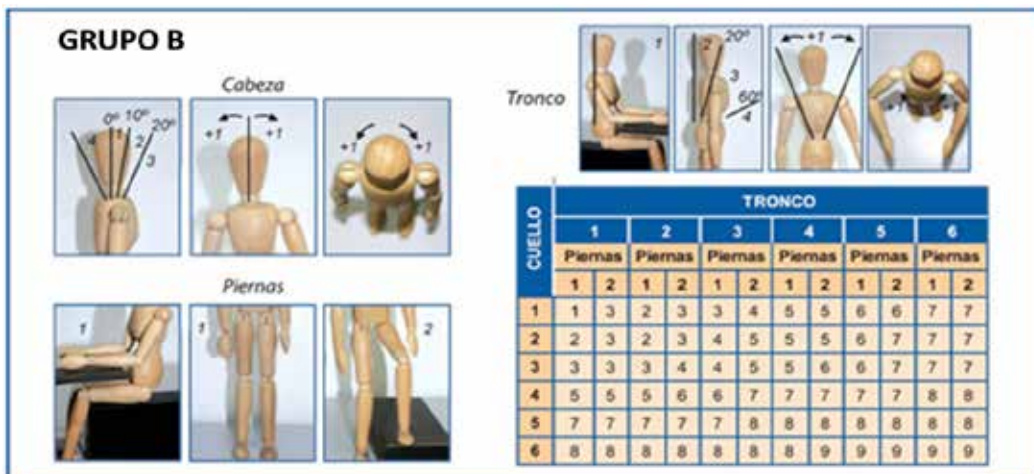 GRUPO B
Cabeza
4 0º 1 10º 2 20º 3
+1 +1
+1 +1
Piernas
1
1
2
Tronco
1
2 20º 3 60º 4
+1
+1
CUELLO
TRONCO
1 2 3 4 5 6
Piernas Piernas Piernas Piernas Piernas Piernas
1 2 1 2 1 2 1 2 1 2 1 2
1 1 3 2 3 3 4 5 5 6 6 7 7
2 2 3 2 3 4 5 5 5 6 7 7 7
3 3 3 3 4 4 5 5 6 6 7 7 7
4 5 5 5 6 6 7 7 7 7 7 8 8
5 7 7 7 7 7 8 8 8 8 8 8 8
6 8 8 8 8 8 8 8 9 9 9 9 9